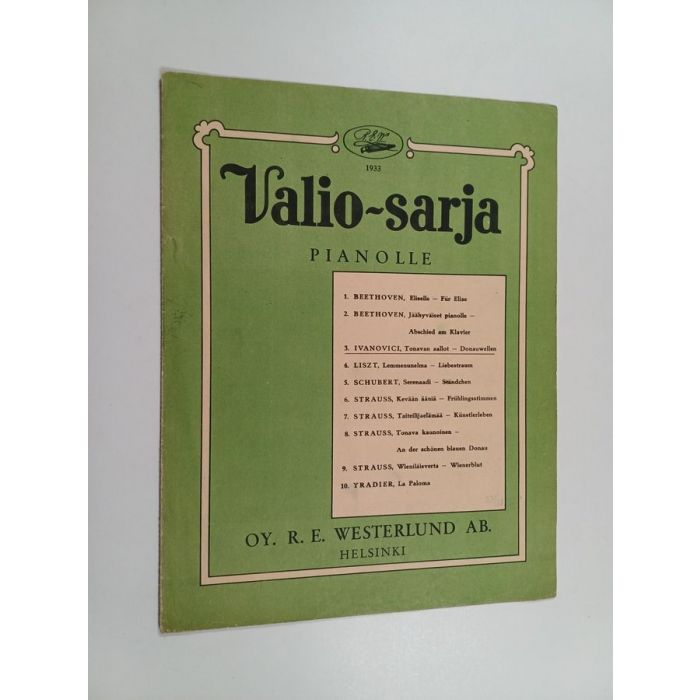 R.E.W.
1933
Valio-sarja
PIANOLLE
1. BEETHOVEN, Eliselle – Für Elise
2. BEETHOVEN, Jäähyväiset pianolle –
Abschied am Klavier
3. IVANOVICI, Tonavan aallot – Donauwellen
4. LISZT, Lemmenunelma – Liebestraum
5. SCHUBERT, Serenaadi – Ständchen
6. STRAUSS, Kevään ääniä – Frühlingsstimmen
7. STRAUSS, Taiteilijaelämää – Künstlerleben
8. STRAUSS, Tonava kaunoinen –
An der schönen blauen Donau
9. STRAUSS, Wieniläisverta – Wienerblut
10. YRADIER, La Paloma
OY. R. E. WESTERLUND AB.
HELSINKI